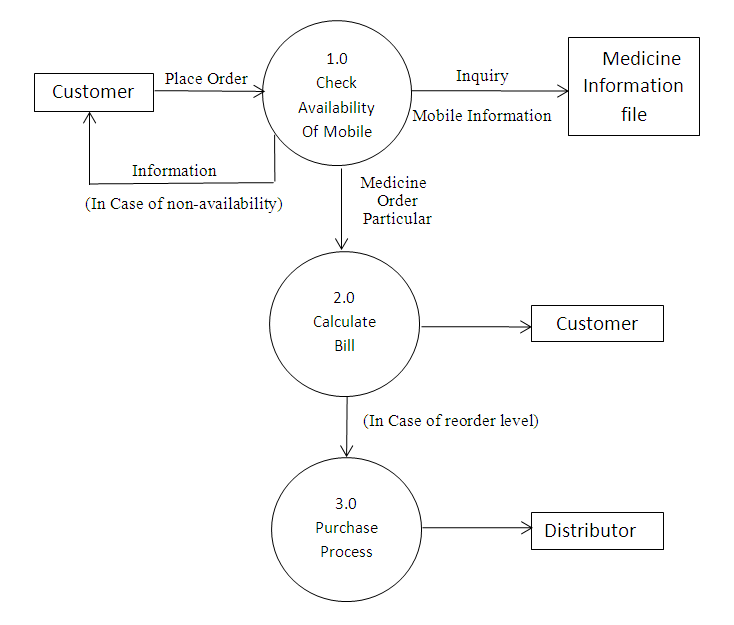 1.0
Check
Availability
Of Mobile
Customer
Place Order
Inquiry
Mobile Information
Medicine
Information
file
Information
(In Case of non-availability)
Medicine
Order
Particular
2.0
Calculate
Bill
Customer
(In Case of reorder level)
3.0
Purchase
Process
Distributor